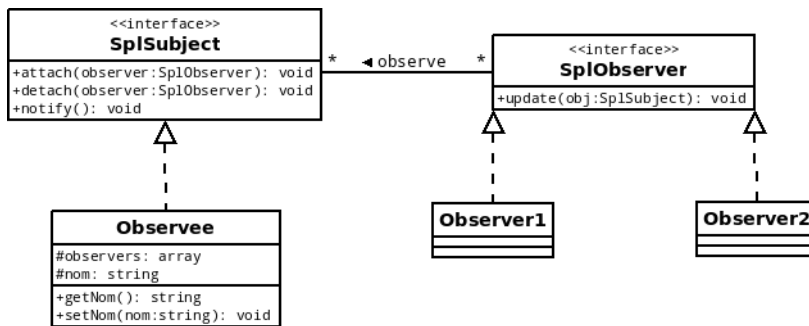 <<interface>>
SplSubject
+attach(observer:SplObserver): void
+detach(observer:SplObserver): void
+notify(): void
* ◄ observe *
<<interface>>
SplObserver
+update(obj:SplSubject): void
Observee
#observers: array
#nom: string
+getNom(): string
+setNom(nom:string): void
Observer1
Observer2